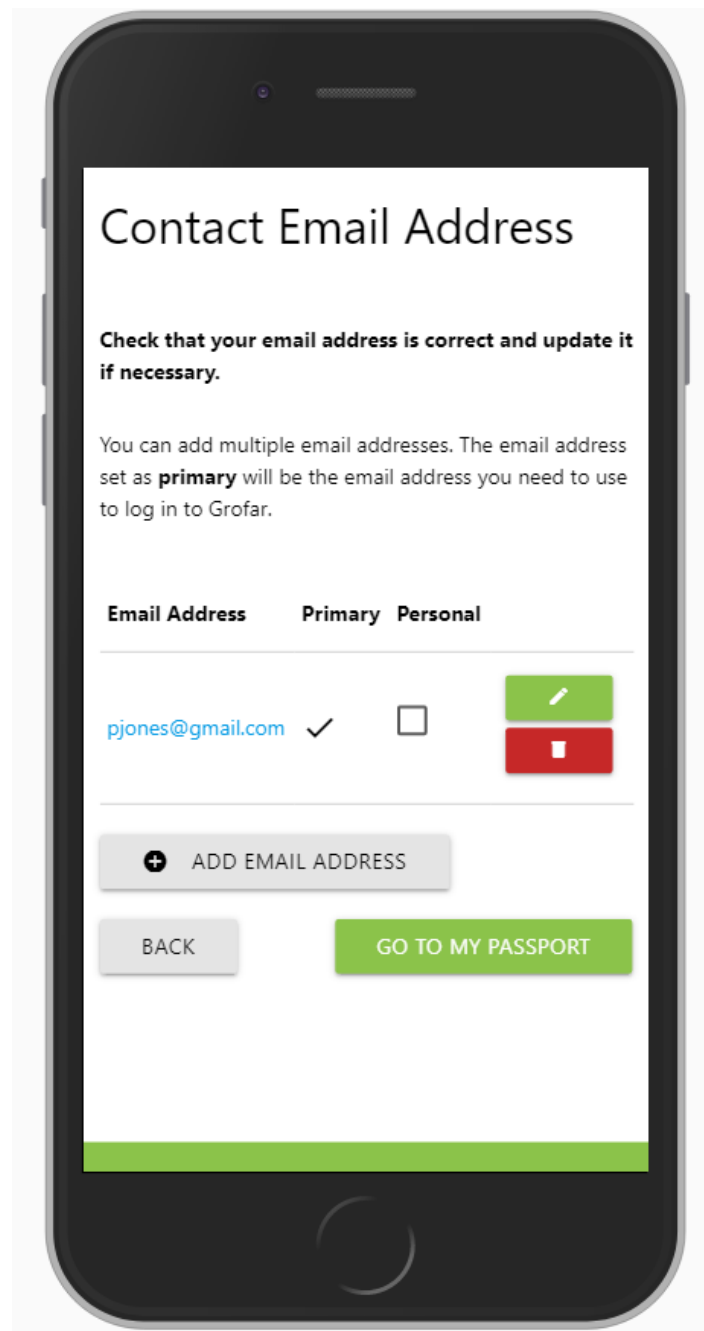 Contact Email Address
Check that your email address is correct and update it
if necessary.
You can add multiple email addresses. The email address
set as primary will be the email address you need to use
to log in to Grofar.
Email Address Primary Personal
pjones@gmail.com
ADD EMAIL ADDRESS
BACK GO TO MY PASSPORT